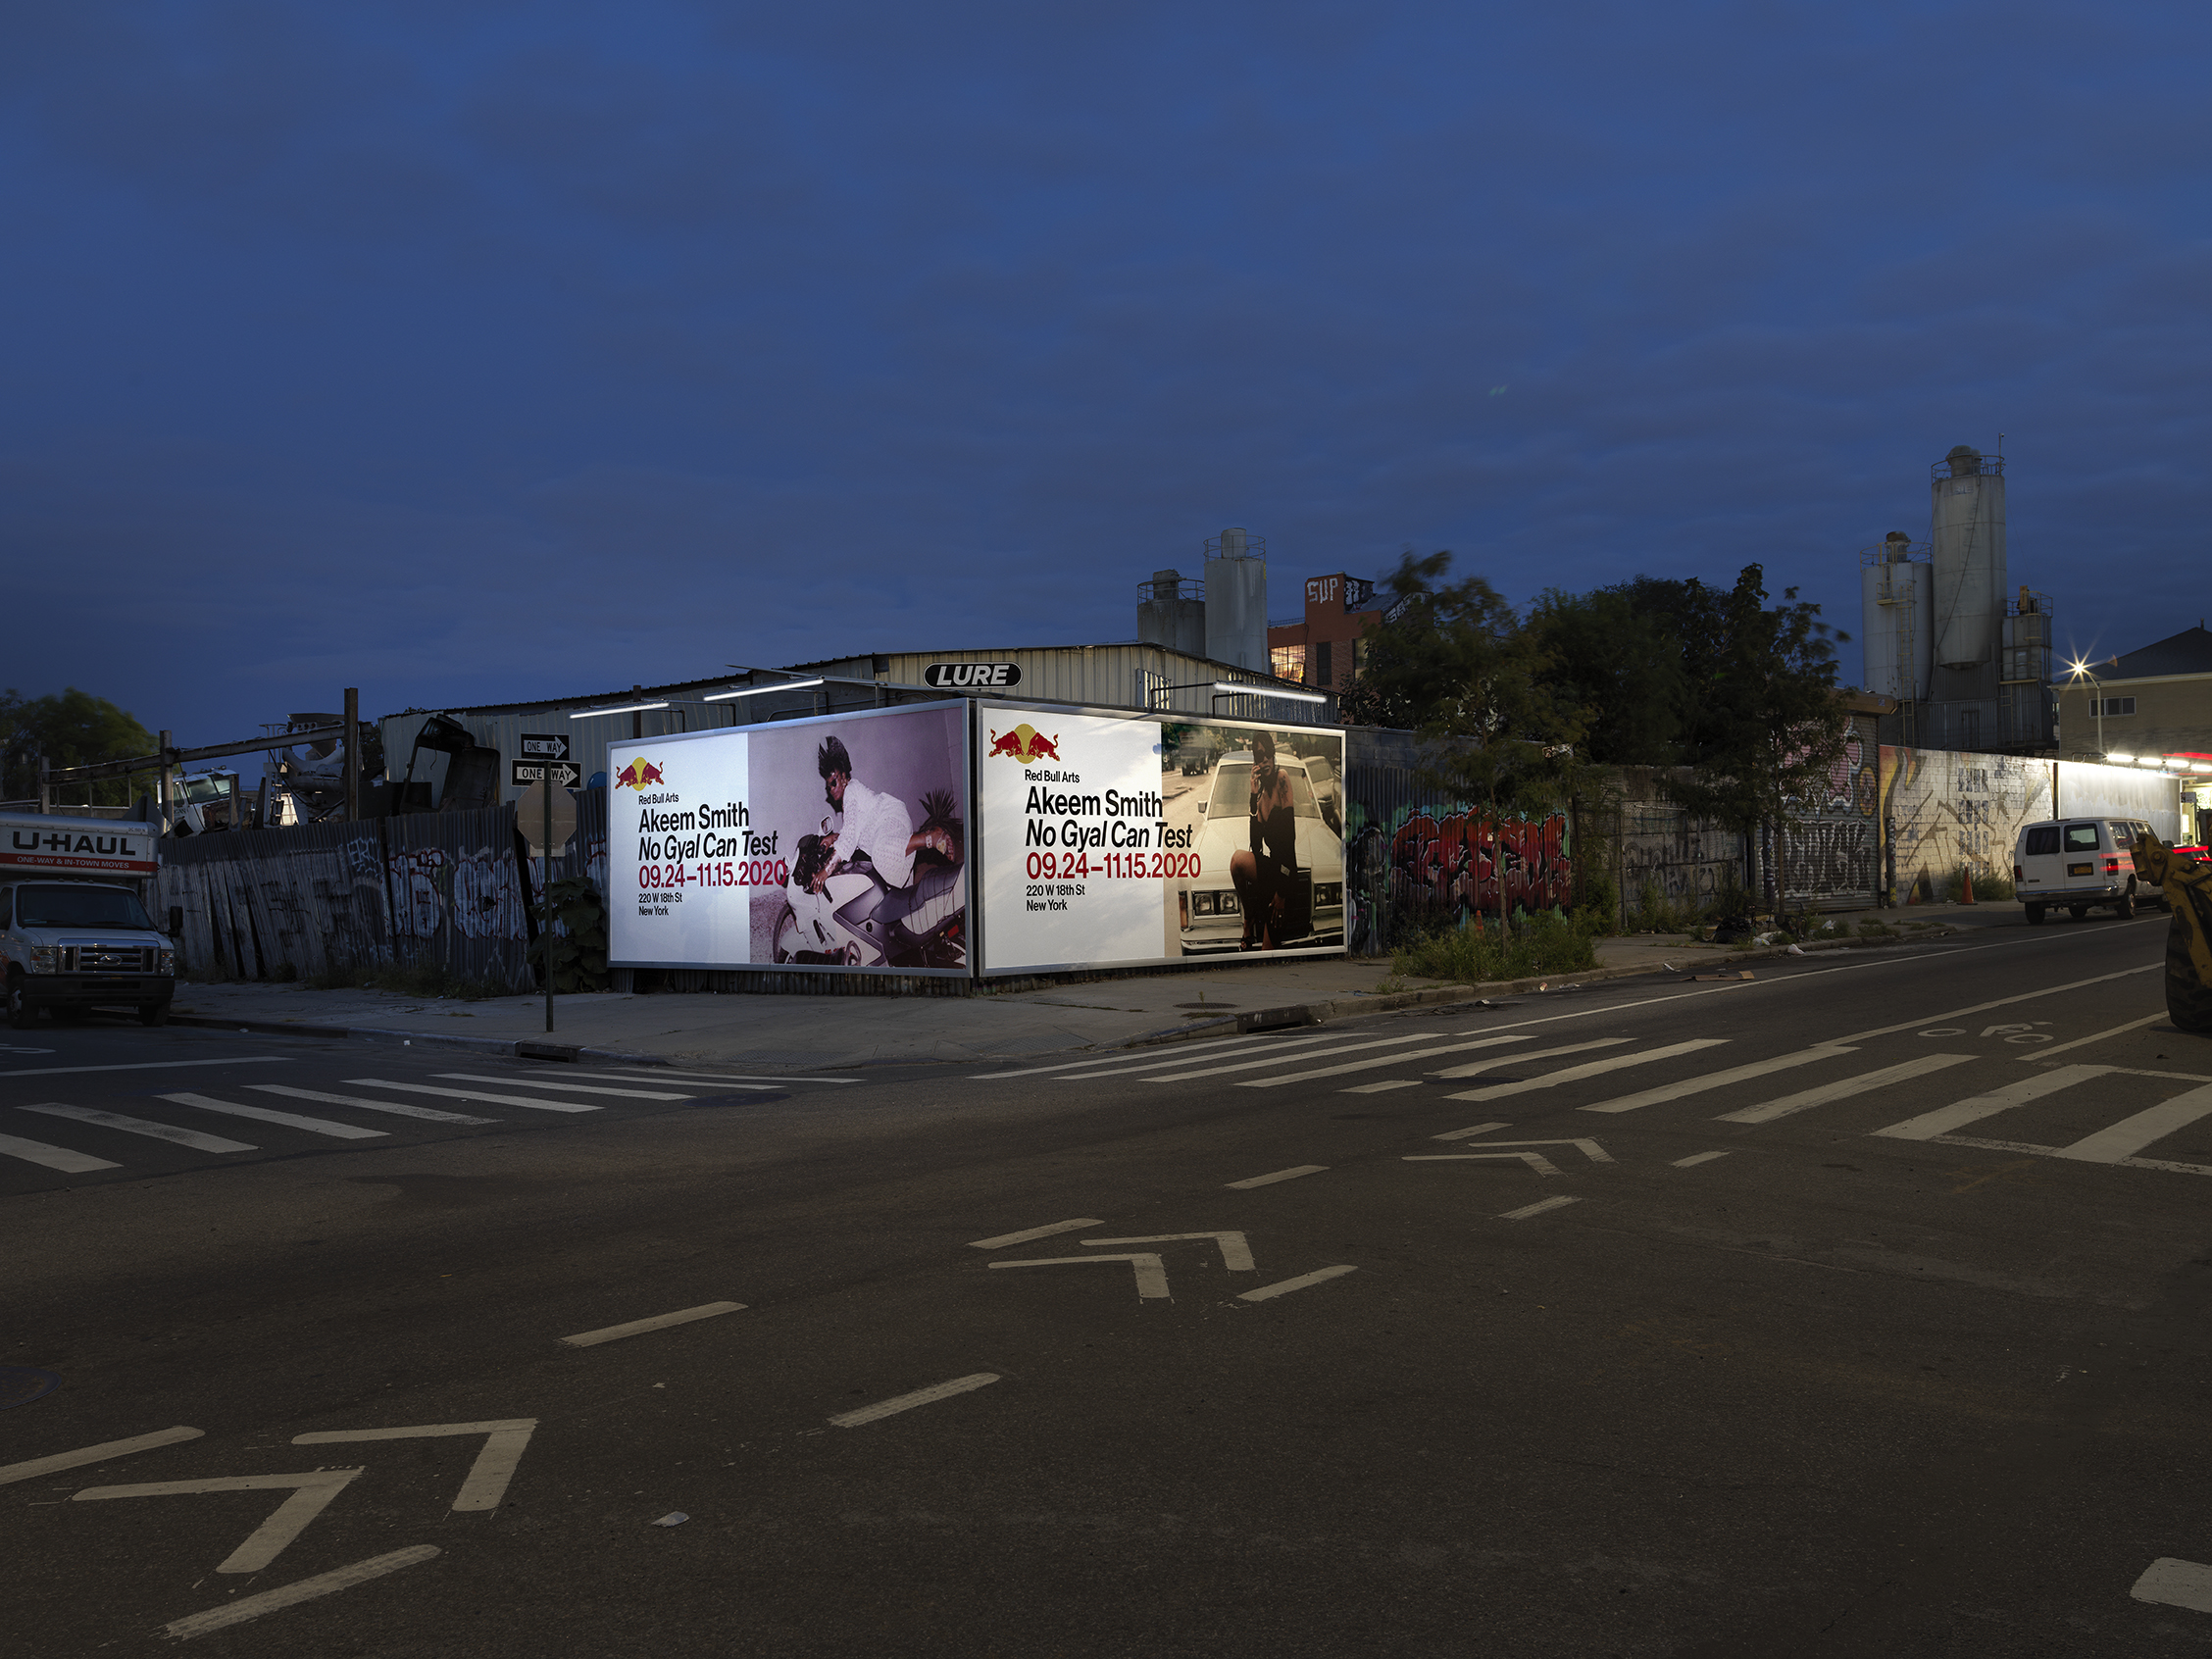 SUP
LURE
ONE WAY
ONE WAY
U-HAUL
ONE-WAY & IN-TOWN MOVES
Red Bull Arts
Akeem Smith
No Gyal Can Test
09.24–11.15.2020
220 W 18th St
New York
Red Bull Arts
Akeem Smith
No Gyal Can Test
09.24–11.15.2020
220 W 18th St
New York